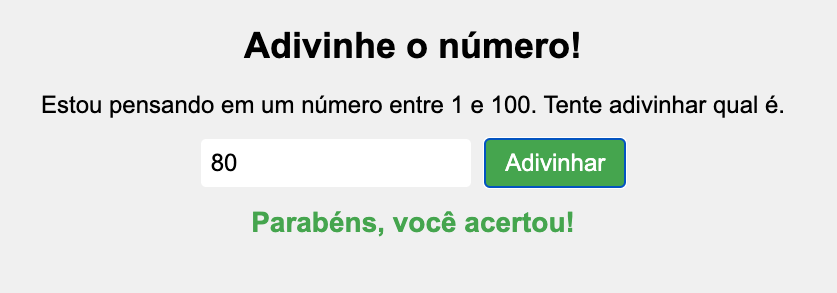 Adivinhe o número!
Estou pensando em um número entre 1 e 100. Tente adivinhar qual é.
80
Adivinhar
Parabéns, você acertou!